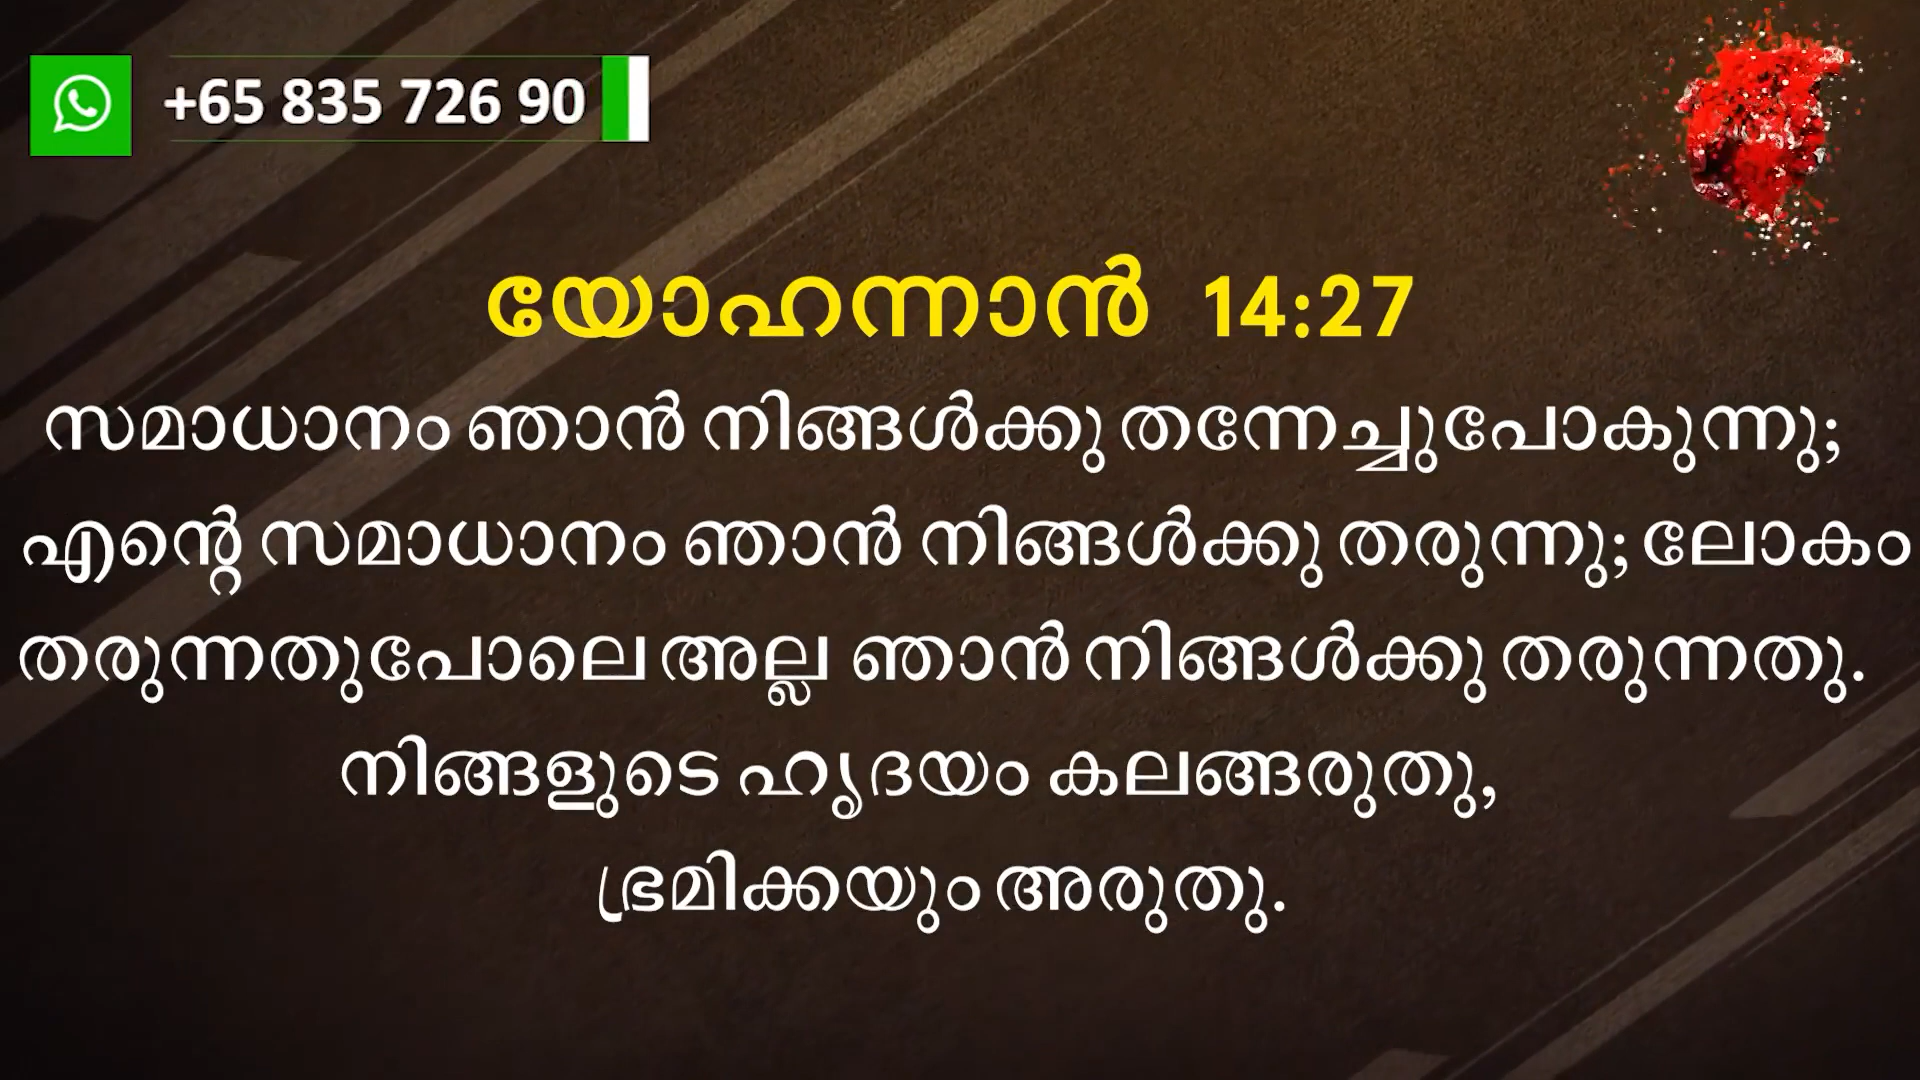 +65 835 726 90
യോഹന്നാൻ 14:27
സമാധാനം ഞാൻ നിങ്ങൾക്കു തന്നേച്ചുപോകുന്നു;
എന്റെ സമാധാനം ഞാൻ നിങ്ങൾക്കു തരുന്നു; ലോകം
തരുന്നതുപോലെ അല്ല ഞാൻ നിങ്ങൾക്കു തരുന്നതു.
നിങ്ങളുടെ ഹൃദയം കലങ്ങരുതു,
ഭ്രമിക്കയും അരുതു.